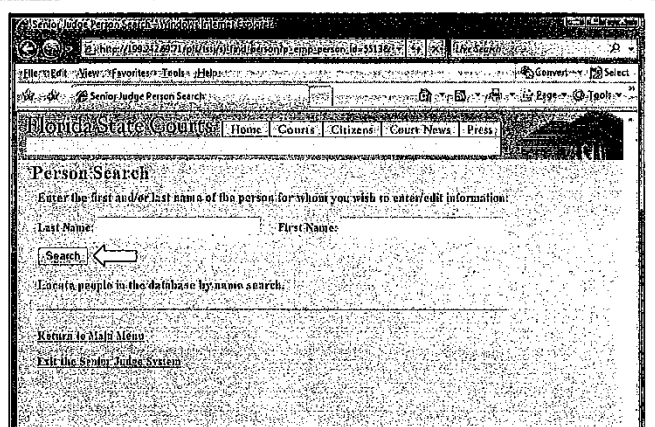 Senior Judge Person Search - Windows Internet Explorer
Live Search
File Edit View Favorites Tools Help Convert Select
Senior Judge Person Search Page Tools
Florida State Courts Home Courts Citizens Court News Press
Person Search
Enter the first and/or last name of the person for whom you wish to enter/edit information:
Last Name: First Name:
Search
Locate people in the database by name search.
Return to Main Menu
Exit the Senior Judge System